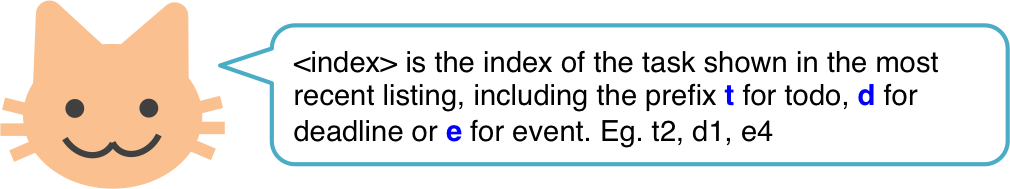 <index> is the index of the task shown in the most
recent listing, including the prefix t for todo, d for
deadline or e for event. Eg. t2, d1, e4